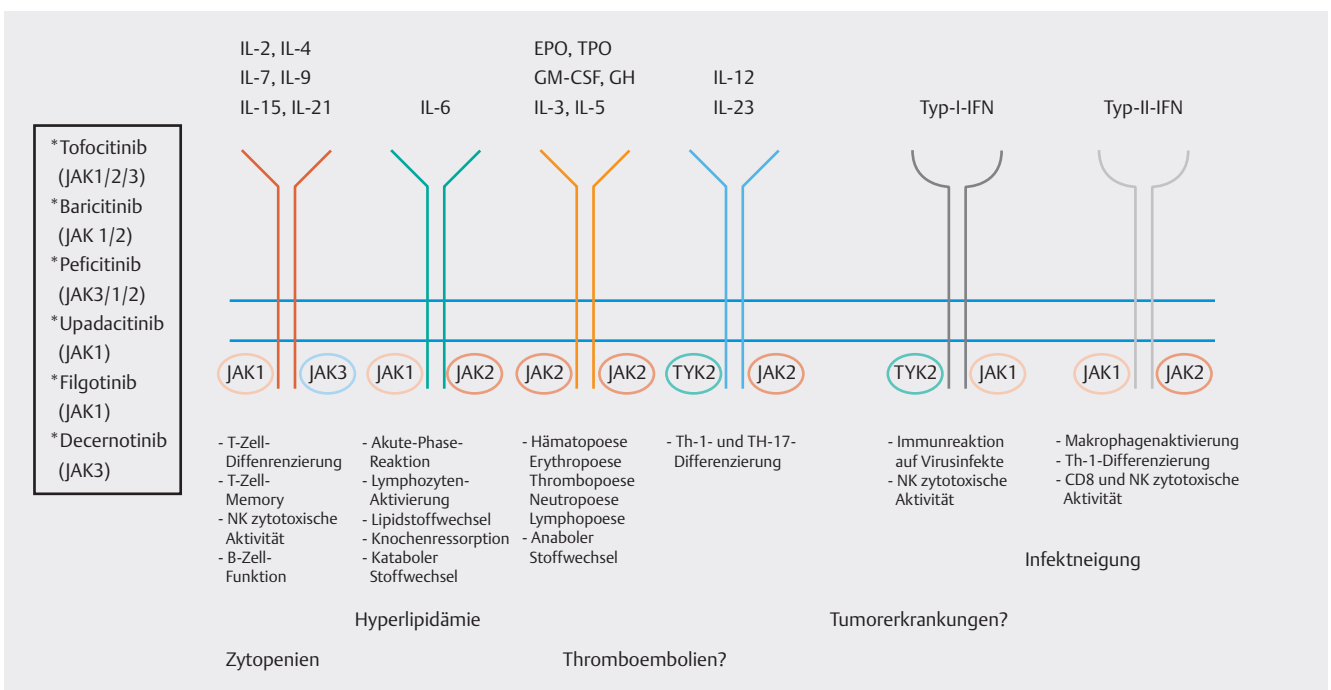 IL-2, IL-4
IL-7, IL-9
IL-15, IL-21
IL-6
EPO, TPO
GM-CSF, GH
IL-3, IL-5
IL-12
IL-23
Typ-I-IFN
Typ-II-IFN
*Tofocitinib
(JAK1/2/3)
*Baricitinib
(JAK 1/2)
*Peficitinib
(JAK3/1/2)
*Upadacitinib
(JAK1)
*Filgotinib
(JAK1)
*Decernotinib
(JAK3)
JAK1
JAK3
JAK1
JAK2
JAK2
JAK2
TYK2
JAK2
TYK2
JAK1
JAK1
JAK2
- T-Zell-
Diffenrenzierung
- T-Zell-
Memory
- NK zytotoxische
Aktivität
- B-Zell-
Funktion
- Akute-Phase-
Reaktion
- Lymphozyten-
Aktivierung
- Lipidstoffwechsel
- Knochenressorption
- Kataboler
Stoffwechsel
- Hämatopoese
Erythropoese
Thrombopoese
Neutropoese
Lymphopoese
- Anaboler
Stoffwechsel
- Th-1- und TH-17-
Differenzierung
- Immunreaktion
auf Virusinfekte
- NK zytotoxische
Aktivität
- Makrophagenaktivierung
- Th-1-Differenzierung
- CD8 und NK zytotoxische
Aktivität
Infektneigung
Hyperlipidämie
Tumorerkrankungen?
Zytopenien
Thromboembolien?